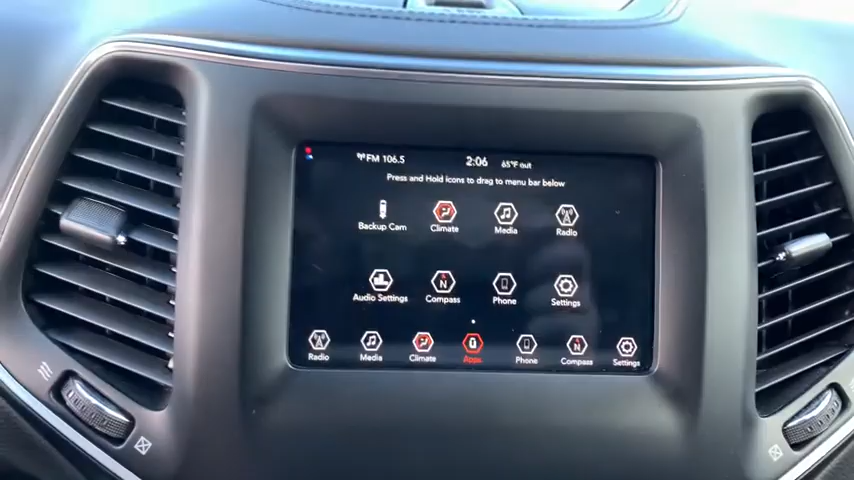 FM 106.5 2:06 65°F out
Press and Hold Icons to drag to menu bar below
Backup Cam Climate Media Radio
N
Audio Settings Compass Phone Settings
N
Radio Media Climate Apps Phone Compass Settings